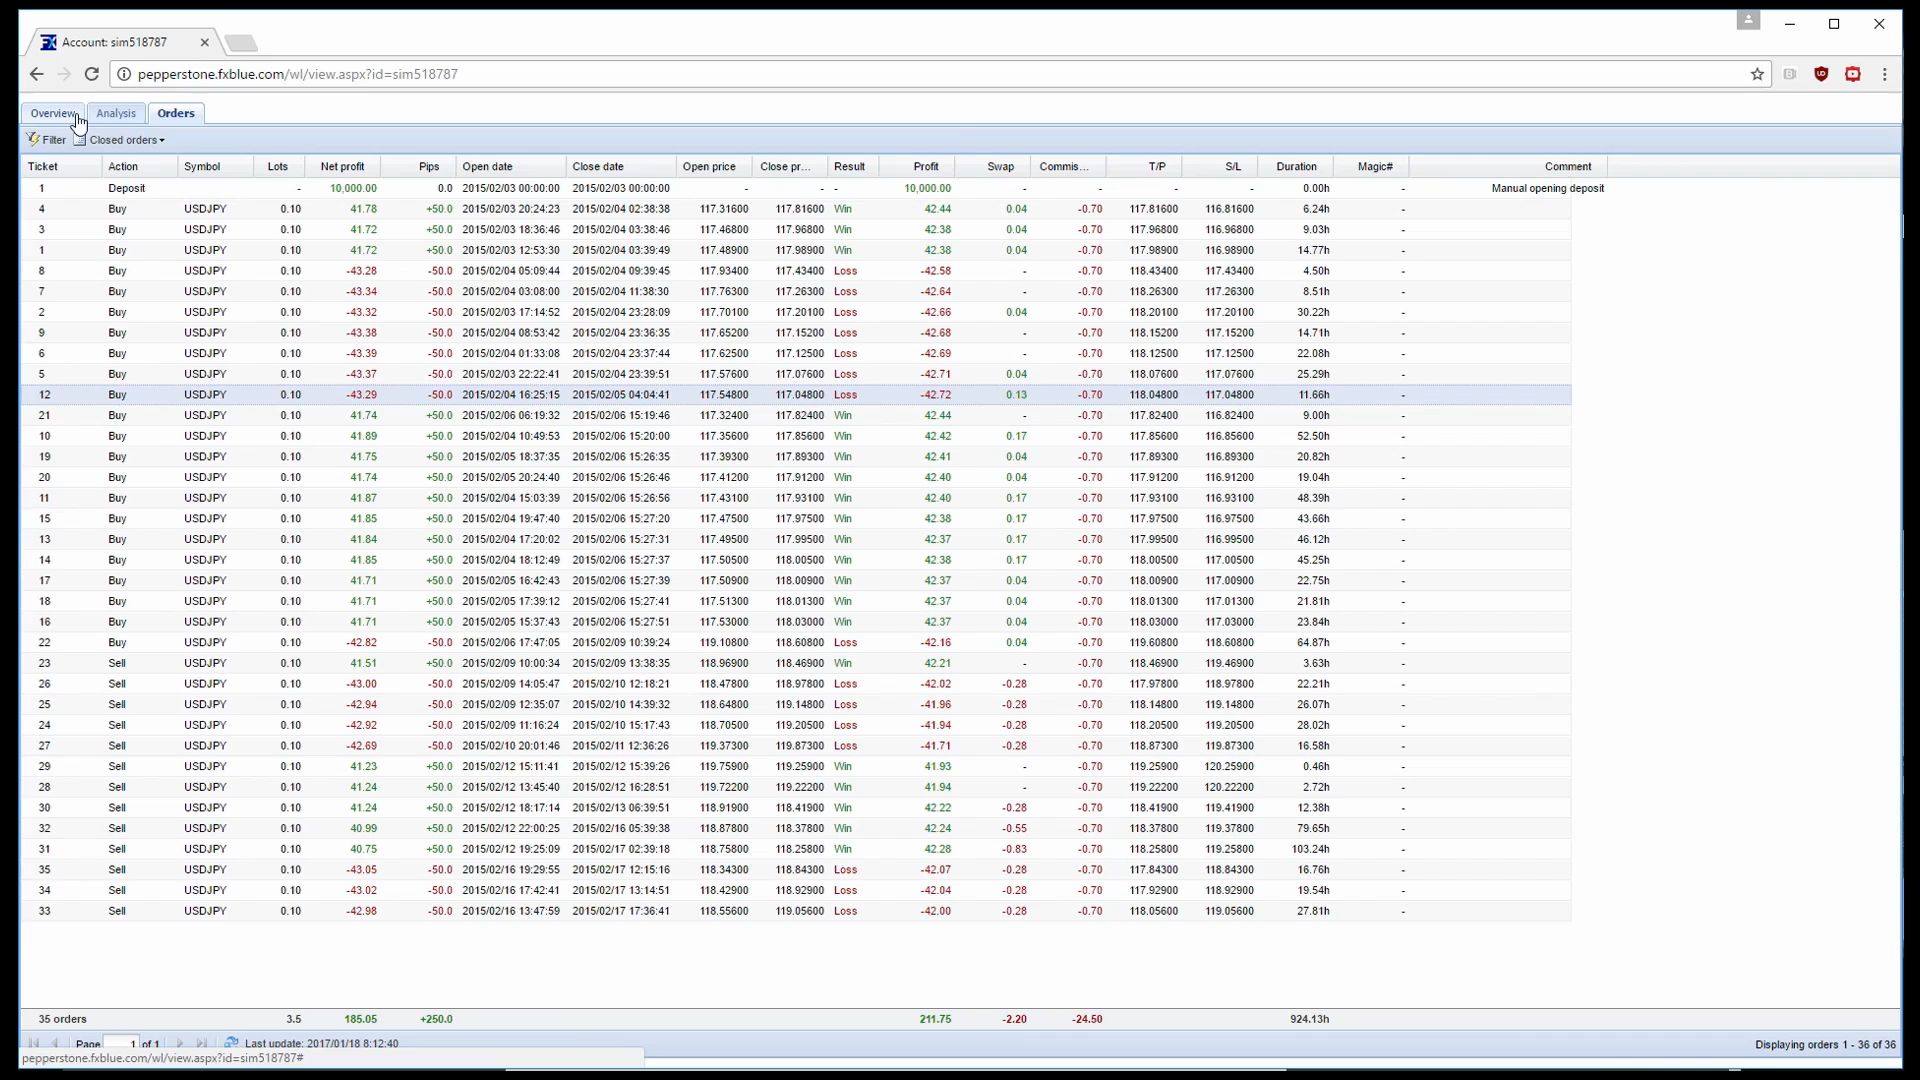 Account: sim518787
pepperstone.fxblue.com/wl/view.aspx?id=sim518787
Overview Analysis Orders
Filter Closed orders
Ticket Action Symbol Lots Net profit Pips Open date Close date Open price Close pr... Result Profit Swap Commis... T/P S/L Duration Magic# Comment
1 Deposit - 10,000.00 0.0 2015/02/03 00:00:00 2015/02/03 00:00:00 - - - 10,000.00 - - - - 0.00h - Manual opening deposit
4 Buy USDJPY 0.10 41.78 +50.0 2015/02/03 20:24:23 2015/02/04 02:38:38 117.31600 117.81600 Win 42.44 0.04 -0.70 117.81600 116.81600 6.24h -
3 Buy USDJPY 0.10 41.72 +50.0 2015/02/03 18:36:46 2015/02/04 03:38:46 117.46800 117.96800 Win 42.38 0.04 -0.70 117.96800 116.96800 9.03h -
1 Buy USDJPY 0.10 41.72 +50.0 2015/02/03 12:53:30 2015/02/04 03:39:49 117.48900 117.98900 Win 42.38 0.04 -0.70 117.98900 116.98900 14.77h -
8 Buy USDJPY 0.10 -43.28 -50.0 2015/02/04 05:09:44 2015/02/04 09:39:45 117.93400 117.43400 Loss -42.58 - -0.70 118.43400 117.43400 4.50h -
7 Buy USDJPY 0.10 -43.34 -50.0 2015/02/04 03:08:00 2015/02/04 11:38:30 117.76300 117.26300 Loss -42.64 - -0.70 118.26300 117.26300 8.51h -
2 Buy USDJPY 0.10 -43.32 -50.0 2015/02/03 17:14:52 2015/02/04 23:28:09 117.70100 117.20100 Loss -42.66 0.04 -0.70 118.20100 117.20100 30.22h -
9 Buy USDJPY 0.10 -43.38 -50.0 2015/02/04 08:53:42 2015/02/04 23:36:35 117.65200 117.15200 Loss -42.68 - -0.70 118.15200 117.15200 14.71h -
6 Buy USDJPY 0.10 -43.39 -50.0 2015/02/04 01:33:08 2015/02/04 23:37:44 117.62500 117.12500 Loss -42.69 - -0.70 118.12500 117.12500 22.08h -
5 Buy USDJPY 0.10 -43.37 -50.0 2015/02/03 22:22:41 2015/02/04 23:39:51 117.57600 117.07600 Loss -42.71 0.04 -0.70 118.07600 117.07600 25.29h -
12 Buy USDJPY 0.10 -43.29 -50.0 2015/02/04 16:25:15 2015/02/05 04:04:41 117.54800 117.04800 Loss -42.72 0.13 -0.70 118.04800 117.04800 11.66h -
21 Buy USDJPY 0.10 41.74 +50.0 2015/02/06 06:19:32 2015/02/06 15:19:46 117.32400 117.82400 Win 42.44 - -0.70 117.82400 116.82400 9.00h -
10 Buy USDJPY 0.10 41.89 +50.0 2015/02/04 10:49:53 2015/02/06 15:20:00 117.35600 117.85600 Win 42.42 0.17 -0.70 117.85600 116.85600 52.50h -
19 Buy USDJPY 0.10 41.75 +50.0 2015/02/05 18:37:35 2015/02/06 15:26:35 117.39300 117.89300 Win 42.41 0.04 -0.70 117.89300 116.89300 20.82h -
20 Buy USDJPY 0.10 41.74 +50.0 2015/02/05 20:24:40 2015/02/06 15:26:46 117.41200 117.91200 Win 42.40 0.04 -0.70 117.91200 116.91200 19.04h -
11 Buy USDJPY 0.10 41.87 +50.0 2015/02/04 15:03:39 2015/02/06 15:26:56 117.43100 117.93100 Win 42.40 0.17 -0.70 117.93100 116.93100 48.39h -
15 Buy USDJPY 0.10 41.85 +50.0 2015/02/04 19:47:40 2015/02/06 15:27:20 117.47500 117.97500 Win 42.38 0.17 -0.70 117.97500 116.97500 43.66h -
13 Buy USDJPY 0.10 41.84 +50.0 2015/02/04 17:20:02 2015/02/06 15:27:31 117.49500 117.99500 Win 42.37 0.17 -0.70 117.99500 116.99500 46.12h -
14 Buy USDJPY 0.10 41.85 +50.0 2015/02/04 18:12:49 2015/02/06 15:27:37 117.50500 118.00500 Win 42.38 0.17 -0.70 118.00500 117.00500 45.25h -
17 Buy USDJPY 0.10 41.71 +50.0 2015/02/05 16:42:43 2015/02/06 15:27:39 117.50900 118.00900 Win 42.37 0.04 -0.70 118.00900 117.00900 22.75h -
18 Buy USDJPY 0.10 41.71 +50.0 2015/02/05 17:39:12 2015/02/06 15:27:41 117.51300 118.01300 Win 42.37 0.04 -0.70 118.01300 117.01300 21.81h -
16 Buy USDJPY 0.10 41.71 +50.0 2015/02/05 15:37:43 2015/02/06 15:27:51 117.53000 118.03000 Win 42.37 0.04 -0.70 118.03000 117.03000 23.84h -
22 Buy USDJPY 0.10 -42.82 -50.0 2015/02/06 17:47:05 2015/02/09 10:39:24 119.10800 118.60800 Loss -42.16 0.04 -0.70 119.60800 118.60800 64.87h -
23 Sell USDJPY 0.10 41.51 +50.0 2015/02/09 10:00:34 2015/02/09 13:38:35 118.96900 118.46900 Win 42.21 - -0.70 118.46900 119.46900 3.63h -
26 Sell USDJPY 0.10 -43.00 -50.0 2015/02/09 14:05:47 2015/02/10 12:18:21 118.47800 118.97800 Loss -42.02 -0.28 -0.70 117.97800 118.97800 22.21h -
25 Sell USDJPY 0.10 -42.94 -50.0 2015/02/09 12:35:07 2015/02/10 14:39:32 118.64800 119.14800 Loss -41.96 -0.28 -0.70 118.14800 119.14800 26.07h -
24 Sell USDJPY 0.10 -42.92 -50.0 2015/02/09 11:16:24 2015/02/10 15:17:43 118.70500 119.20500 Loss -41.94 -0.28 -0.70 118.20500 119.20500 28.02h -
27 Sell USDJPY 0.10 -42.69 -50.0 2015/02/10 20:01:46 2015/02/11 12:36:26 119.37300 119.87300 Loss -41.71 -0.28 -0.70 118.87300 119.87300 16.58h -
29 Sell USDJPY 0.10 41.23 +50.0 2015/02/12 15:11:41 2015/02/12 15:39:26 119.75900 119.25900 Win 41.93 - -0.70 119.25900 120.25900 0.46h -
28 Sell USDJPY 0.10 41.24 +50.0 2015/02/12 13:45:40 2015/02/12 16:28:51 119.72200 119.22200 Win 41.94 - -0.70 119.22200 120.22200 2.72h -
30 Sell USDJPY 0.10 41.24 +50.0 2015/02/12 18:17:14 2015/02/13 06:39:51 118.91900 118.41900 Win 42.22 -0.28 -0.70 118.41900 119.41900 12.38h -
32 Sell USDJPY 0.10 40.99 +50.0 2015/02/12 22:00:25 2015/02/16 05:39:38 118.87800 118.37800 Win 42.24 -0.55 -0.70 118.37800 119.37800 79.65h -
31 Sell USDJPY 0.10 40.75 +50.0 2015/02/12 19:25:09 2015/02/17 02:39:18 118.75800 118.25800 Win 42.28 -0.83 -0.70 118.25800 119.25800 103.24h -
35 Sell USDJPY 0.10 -43.05 -50.0 2015/02/16 19:29:55 2015/02/17 12:15:16 118.34300 118.84300 Loss -42.07 -0.28 -0.70 117.84300 118.84300 16.76h -
34 Sell USDJPY 0.10 -43.02 -50.0 2015/02/16 17:42:41 2015/02/17 13:14:51 118.42900 118.92900 Loss -42.04 -0.28 -0.70 117.92900 118.92900 19.54h -
33 Sell USDJPY 0.10 -42.98 -50.0 2015/02/16 13:47:59 2015/02/17 17:36:41 118.55600 119.05600 Loss -42.00 -0.28 -0.70 118.05600 119.05600 27.81h -
35 orders 3.5 185.05 +250.0 211.75 -2.20 -24.50 924.13h
Page 1 of 1 Last update: 2017/01/18 8:12:40 Displaying orders 1 - 36 of 36
pepperstone.fxblue.com/wl/view.aspx?id=sim518787#